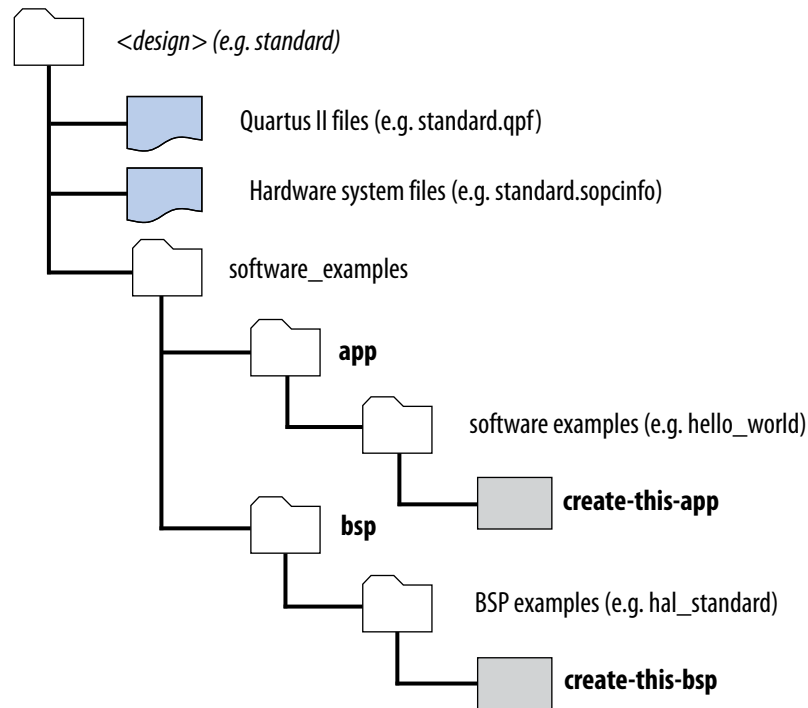 <design> (e.g. standard)
Quartus II files (e.g. standard.qpf)
Hardware system files (e.g. standard.sopcinfo)
software_examples
app
software examples (e.g. hello_world)
create-this-app
bsp
BSP examples (e.g. hal_standard)
create-this-bsp